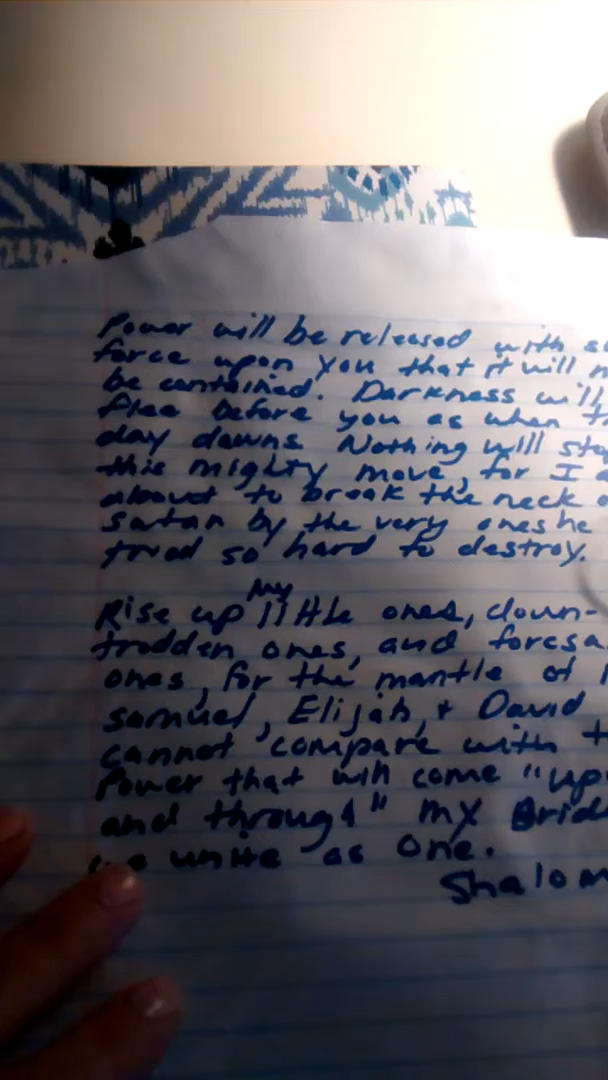 Power will be released with
force upon you that it will
be contained. Darkness will
flee before you as when
day dawns. Nothing will
this mighty move, for I
about to break the neck
satan by the very ones he
tried so hard to destroy.
My
Rise up little ones, down-
trodden ones, and
ones, for the mantle of
Samuel, Elijah, + David
cannot compare with
Power that will come "up
and through" My
unite as One.
Shalom